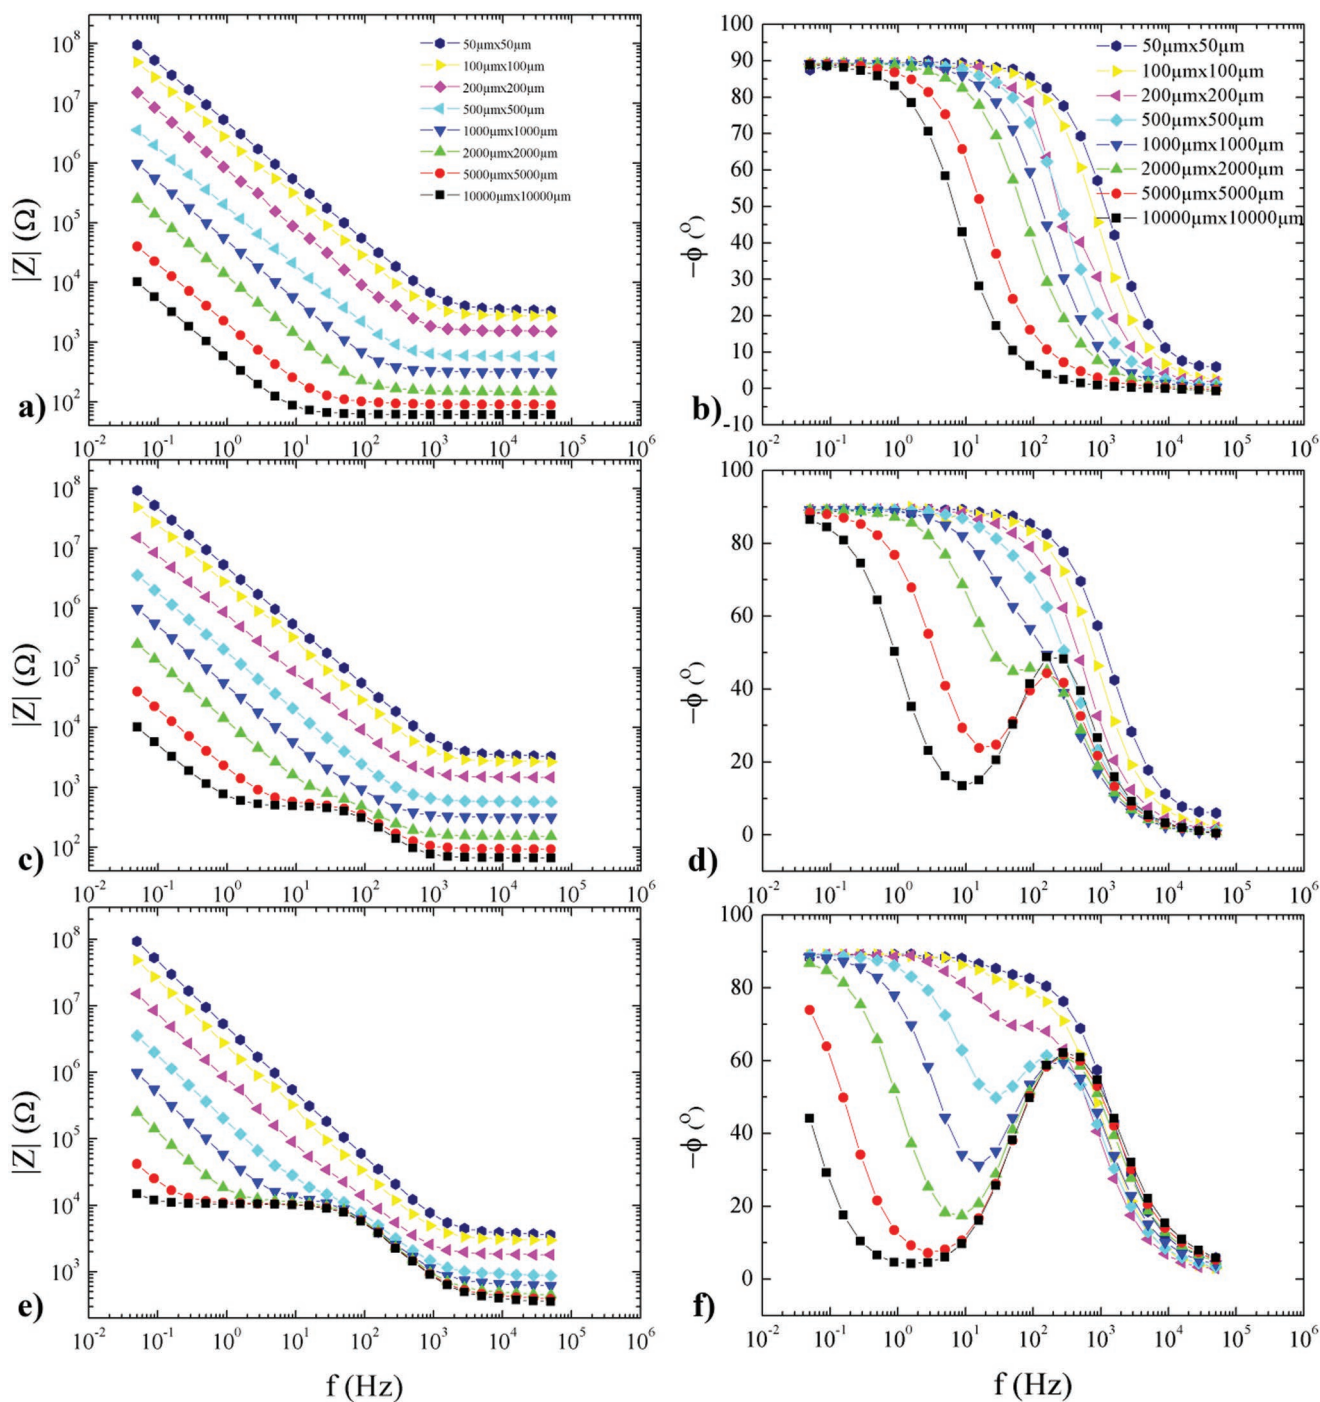 |Z| (Ω)
10^8
10^7
10^6
10^5
10^4
10^3
10^2
50µmx50µm
100µmx100µm
200µmx200µm
500µmx500µm
1000µmx1000µm
2000µmx2000µm
5000µmx5000µm
10000µmx10000µm
a)
10^-2 10^-1 10^0 10^1 10^2 10^3 10^4 10^5 10^6
−ϕ (°)
100
90
80
70
60
50
40
30
20
10
0
-10
50µmx50µm
100µmx100µm
200µmx200µm
500µmx500µm
1000µmx1000µm
2000µmx2000µm
5000µmx5000µm
10000µmx10000µm
b)
10^-2 10^-1 10^0 10^1 10^2 10^3 10^4 10^5 10^6
|Z| (Ω)
10^8
10^7
10^6
10^5
10^4
10^3
10^2
c)
10^-2 10^-1 10^0 10^1 10^2 10^3 10^4 10^5 10^6
−ϕ (°)
100
80
60
40
20
0
d)
10^-2 10^-1 10^0 10^1 10^2 10^3 10^4 10^5 10^6
|Z| (Ω)
10^8
10^7
10^6
10^5
10^4
10^3
e)
10^-2 10^-1 10^0 10^1 10^2 10^3 10^4 10^5 10^6
f (Hz)
−ϕ (°)
100
80
60
40
20
0
f)
10^-2 10^-1 10^0 10^1 10^2 10^3 10^4 10^5 10^6
f (Hz)